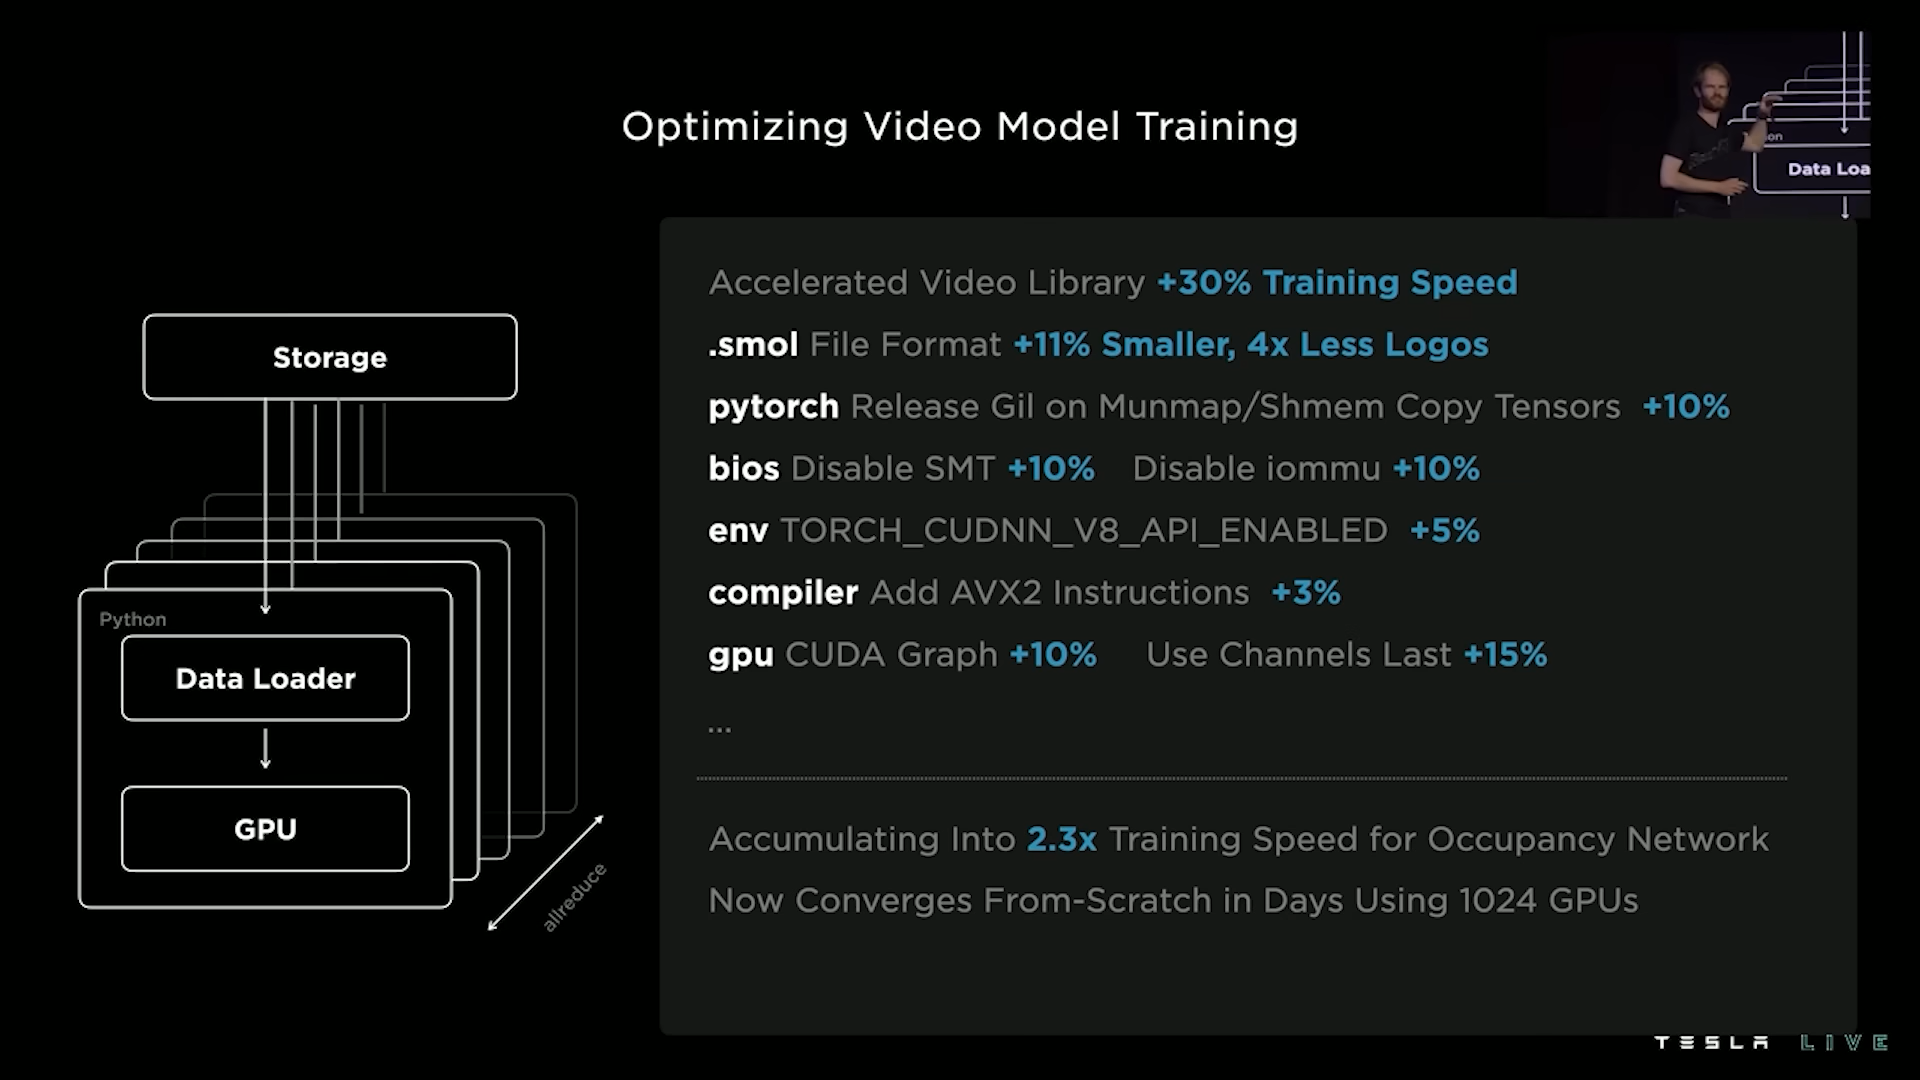 Optimizing Video Model Training
Data Loa
Storage
Python
Data Loader
GPU
allreduce
Accelerated Video Library +30% Training Speed
.smol File Format +11% Smaller, 4x Less Logos
pytorch Release Gil on Munmap/Shmem Copy Tensors +10%
bios Disable SMT +10% Disable iommu +10%
env TORCH_CUDNN_V8_API_ENABLED +5%
compiler Add AVX2 Instructions +3%
gpu CUDA Graph +10% Use Channels Last +15%
...
Accumulating Into 2.3x Training Speed for Occupancy Network
Now Converges From-Scratch in Days Using 1024 GPUs
TESLA LIVE